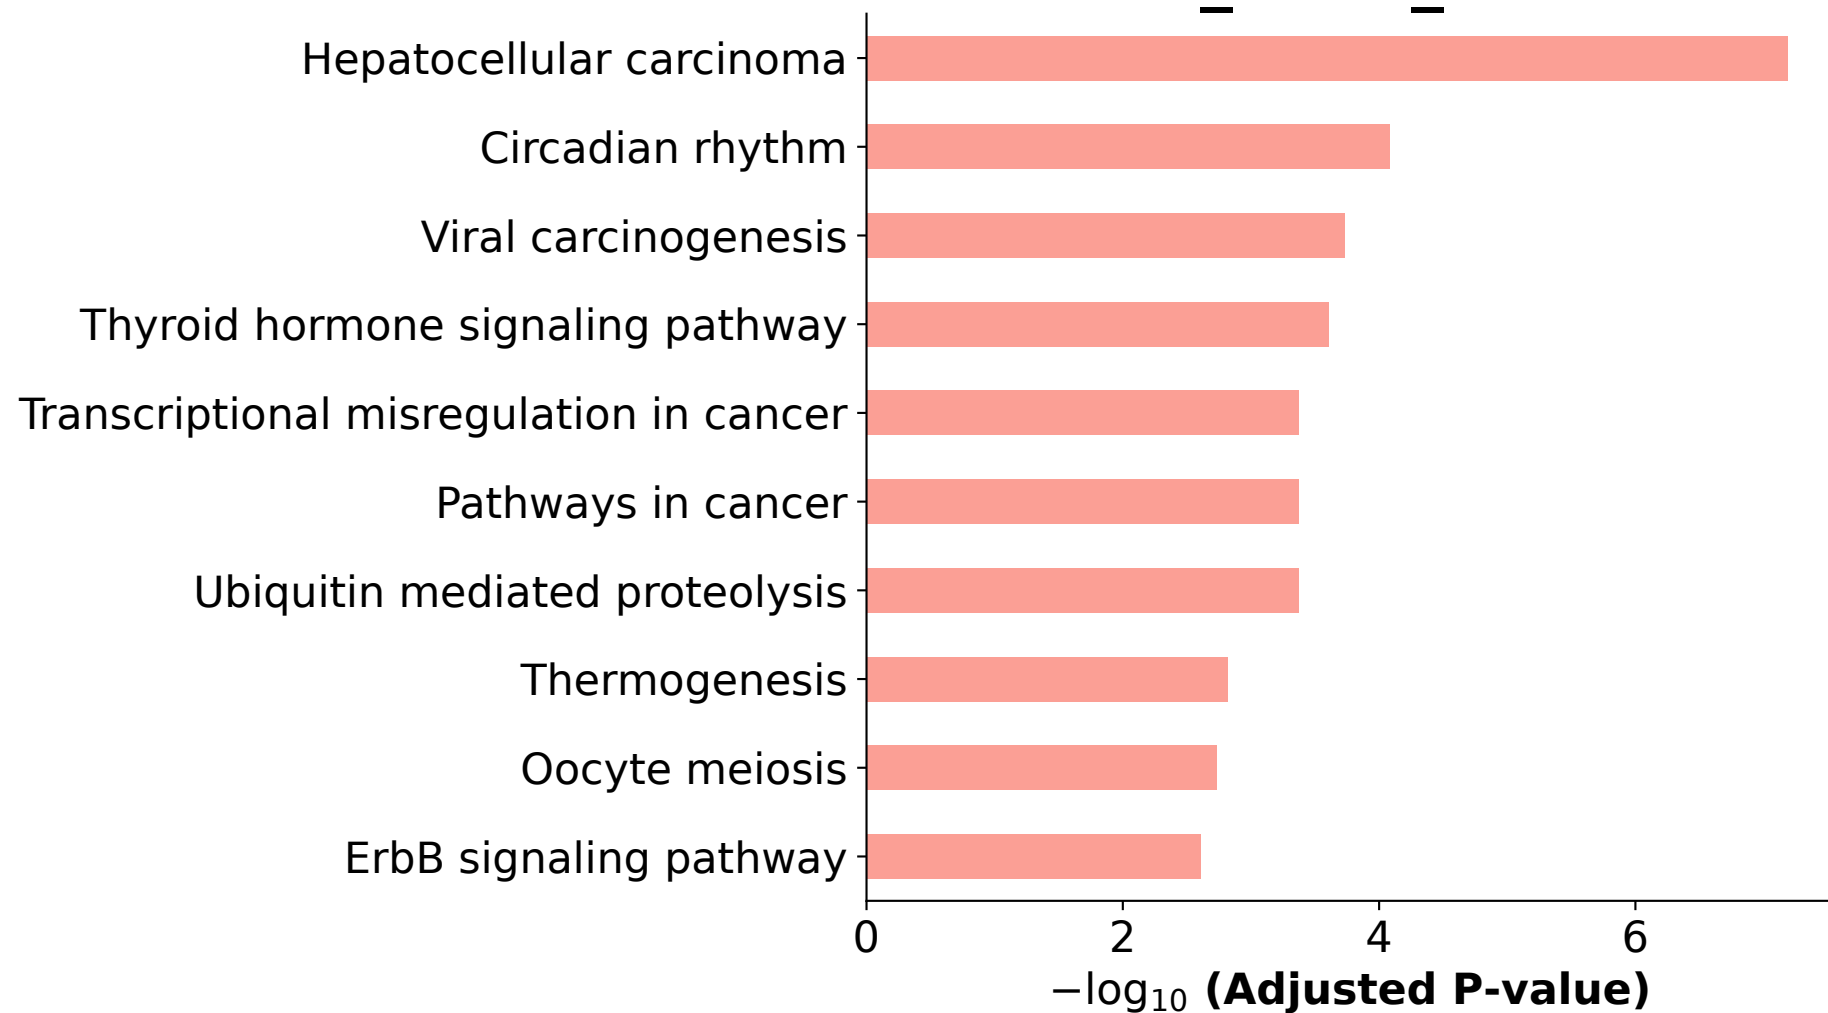 Hepatocellular carcinoma
Circadian rhythm
Viral carcinogenesis
Thyroid hormone signaling pathway
Transcriptional misregulation in cancer
Pathways in cancer
Ubiquitin mediated proteolysis
Thermogenesis
Oocyte meiosis
ErbB signaling pathway
0 2 4 6
−log₁₀ (Adjusted P-value)